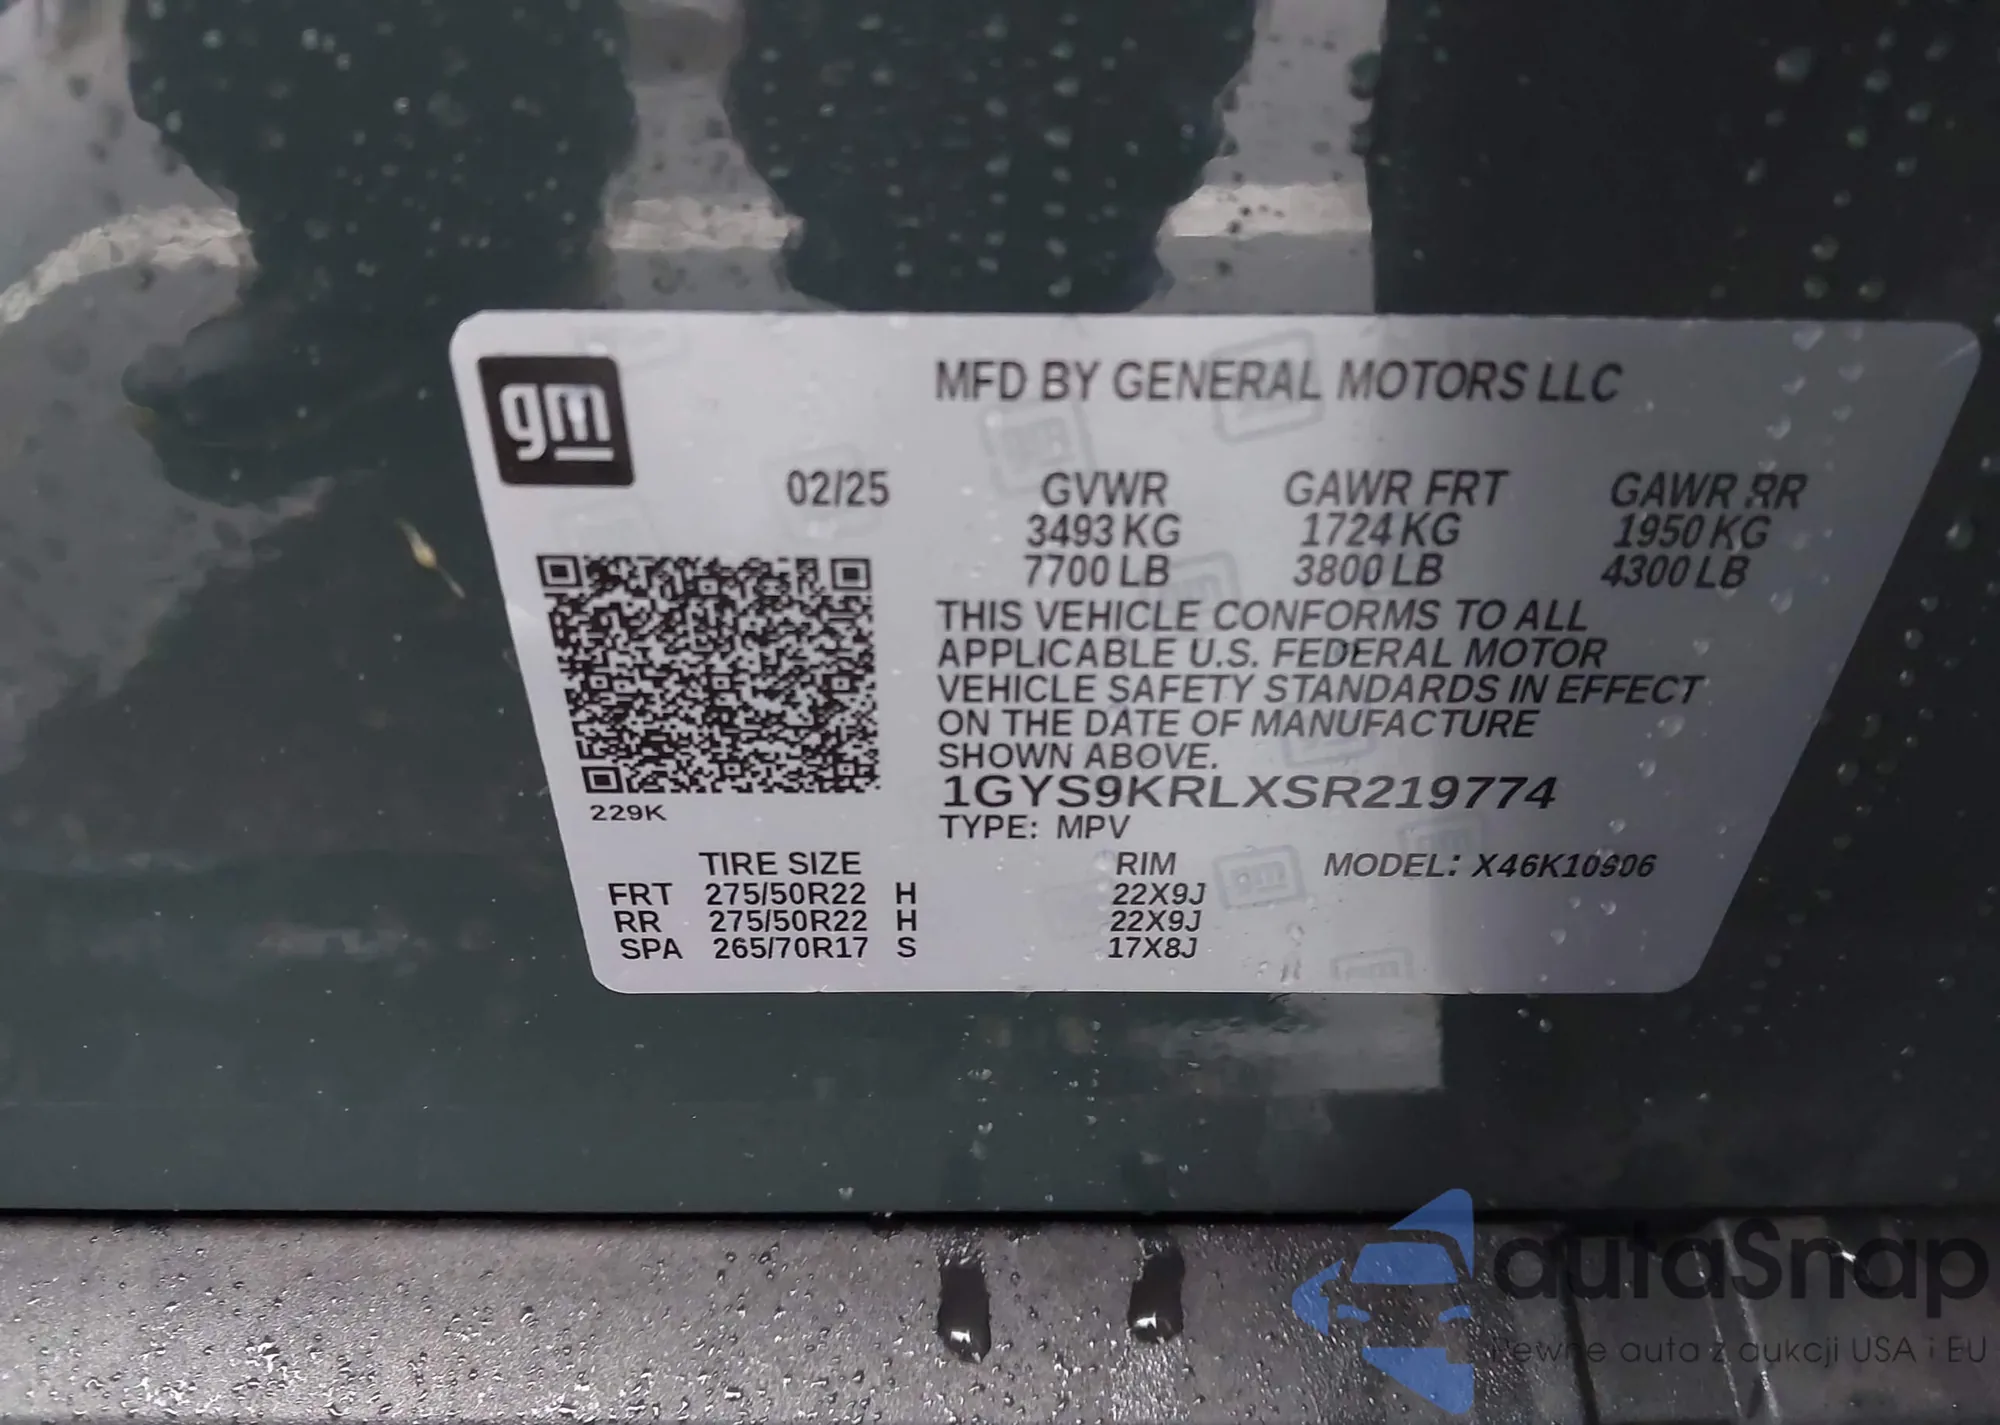 gm
MFD BY GENERAL MOTORS LLC
02/25 GVWR GAWR FRT GAWR RR
3493 KG 1724 KG 1950 KG
7700 LB 3800 LB 4300 LB
THIS VEHICLE CONFORMS TO ALL
APPLICABLE U.S. FEDERAL MOTOR
VEHICLE SAFETY STANDARDS IN EFFECT
ON THE DATE OF MANUFACTURE
SHOWN ABOVE.
229K
1GYS9KRLXSR219774
TYPE: MPV
TIRE SIZE RIM MODEL: X46K10906
FRT 275/50R22 H 22X9J
RR 275/50R22 H 22X9J
SPA 265/70R17 S 17X8J
autaSnap
Pewne auta z aukcji USA i EU